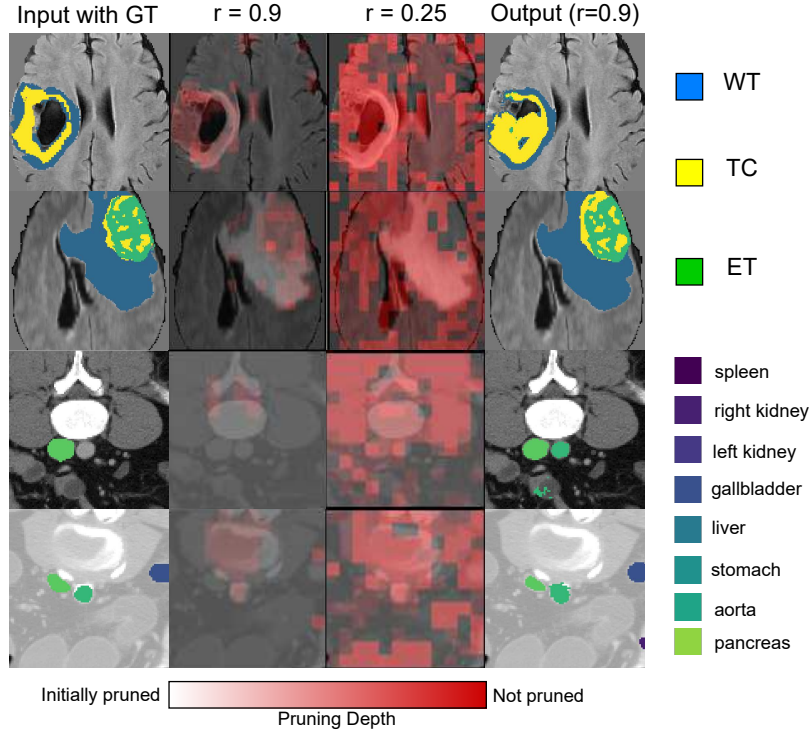 Input with GT r = 0.9 r = 0.25 Output (r=0.9)
WT
TC
ET
spleen
right kidney
left kidney
gallbladder
liver
stomach
aorta
pancreas
Initially pruned Not pruned
Pruning Depth